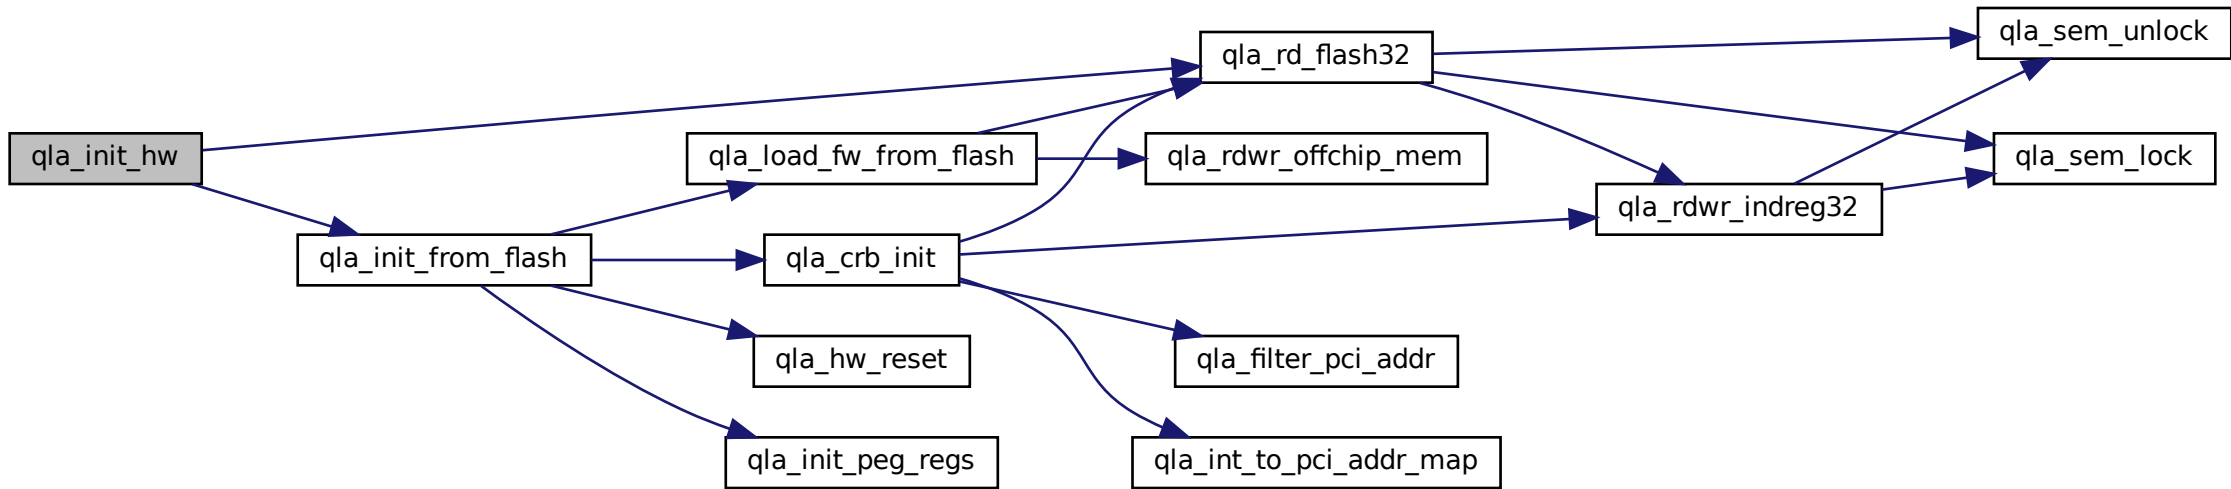 qla_init_hw
qla_init_from_flash
qla_load_fw_from_flash
qla_crb_init
qla_hw_reset
qla_init_peg_regs
qla_rd_flash32
qla_rdwr_offchip_mem
qla_filter_pci_addr
qla_int_to_pci_addr_map
qla_rdwr_indreg32
qla_sem_unlock
qla_sem_lock